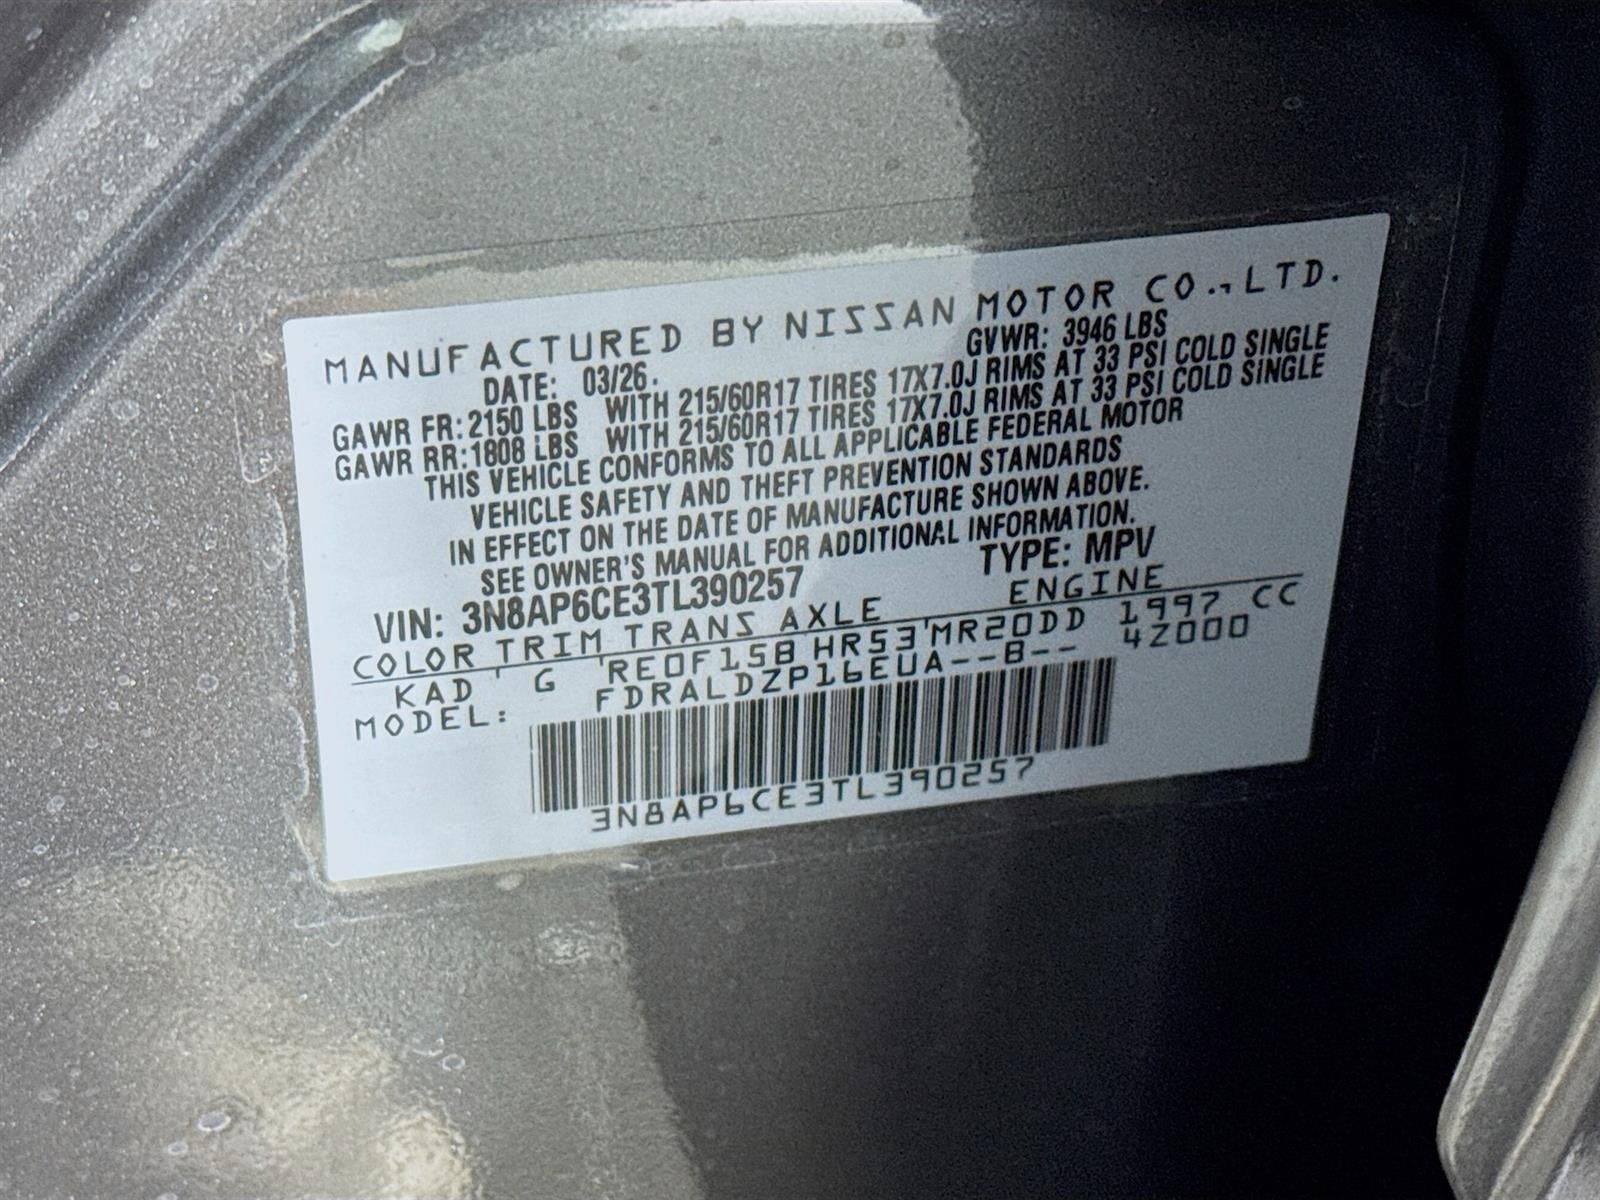 MANUFACTURED BY NISSAN MOTOR CO., LTD.
DATE: 03/26. GVWR: 3946 LBS
GAWR FR: 2150 LBS WITH 215/60R17 TIRES 17X7.0J RIMS AT 33 PSI COLD SINGLE
GAWR RR: 1808 LBS WITH 215/60R17 TIRES 17X7.0J RIMS AT 33 PSI COLD SINGLE
THIS VEHICLE CONFORMS TO ALL APPLICABLE FEDERAL MOTOR
VEHICLE SAFETY AND THEFT PREVENTION STANDARDS
IN EFFECT ON THE DATE OF MANUFACTURE SHOWN ABOVE.
SEE OWNER'S MANUAL FOR ADDITIONAL INFORMATION.
VIN: 3N8AP6CE3TL390257 TYPE: MPV
COLOR TRIM TRANS AXLE ENGINE
KAD ' G 'RE0F15B HR53'MR20DD 1997 CC
MODEL: FDRALDZP16EUA--B-- 4Z000
3N8AP6CE3TL390257